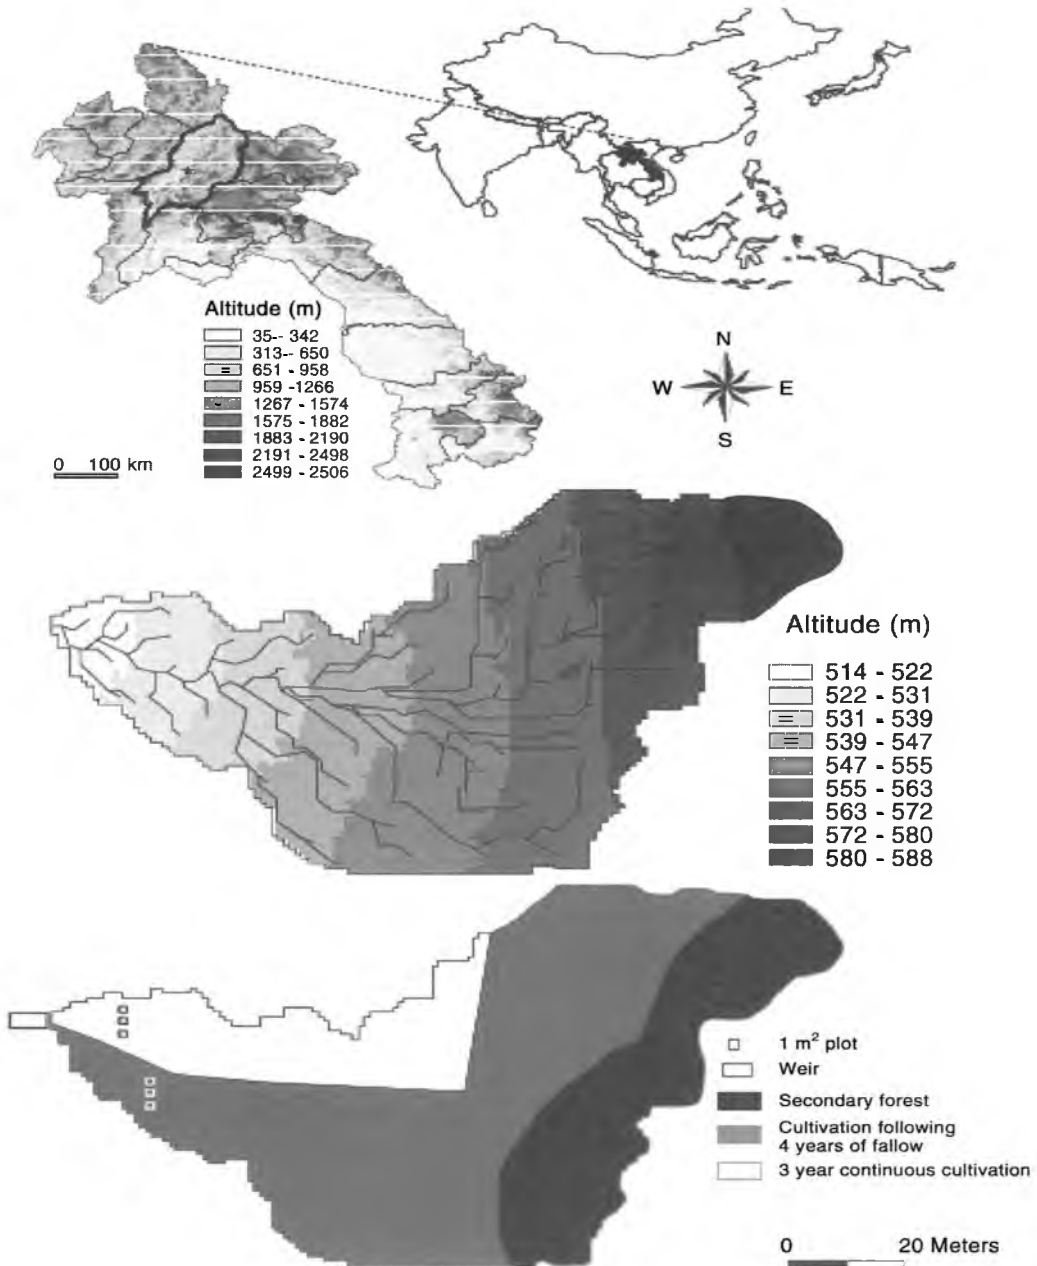 Altitude (m)
35-- 342
313-- 650
651 - 958
959 -1266
1267 - 1574
1575 - 1882
1883 - 2190
2191 - 2498
2499 - 2506
0 100 km
N
W E
S
Altitude (m)
514 - 522
522 - 531
531 - 539
539 - 547
547 - 555
555 - 563
563 - 572
572 - 580
580 - 588
1 m² plot
Weir
Secondary forest
Cultivation following
4 years of fallow
3 year continuous cultivation
0 20 Meters